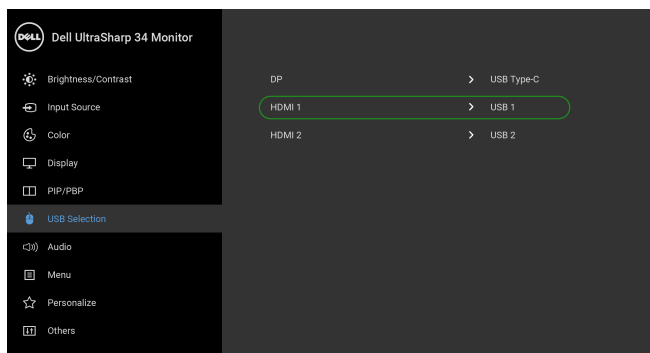 DELL Dell UltraSharp 34 Monitor
Brightness/Contrast
Input Source
Color
Display
PIP/PBP
USB Selection
Audio
Menu
Personalize
Others
DP USB Type-C
HDMI 1 USB 1
HDMI 2 USB 2